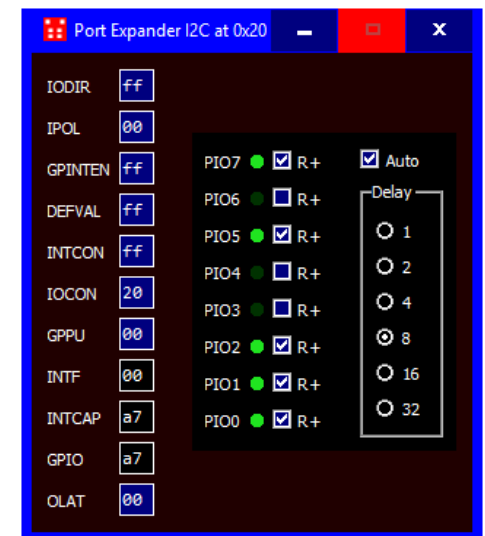 Port Expander I2C at 0x20
IODIR ff
IPOL 00
GPINTEN ff
DEFVAL ff
INTCON ff
IOCON 20
GPPU 00
INTF 00
INTCAP a7
GPIO a7
OLAT 00
PIO7 R+
PIO6 R+
PIO5 R+
PIO4 R+
PIO3 R+
PIO2 R+
PIO1 R+
PIO0 R+
Auto
Delay
1
2
4
8
16
32